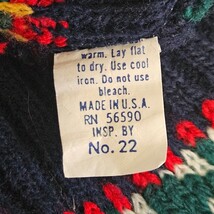 warm. Lay flat
to dry. Use cool
iron. Do not use
bleach.
MADE IN U.S.A.
RN 56590
INSP. BY
No. 22